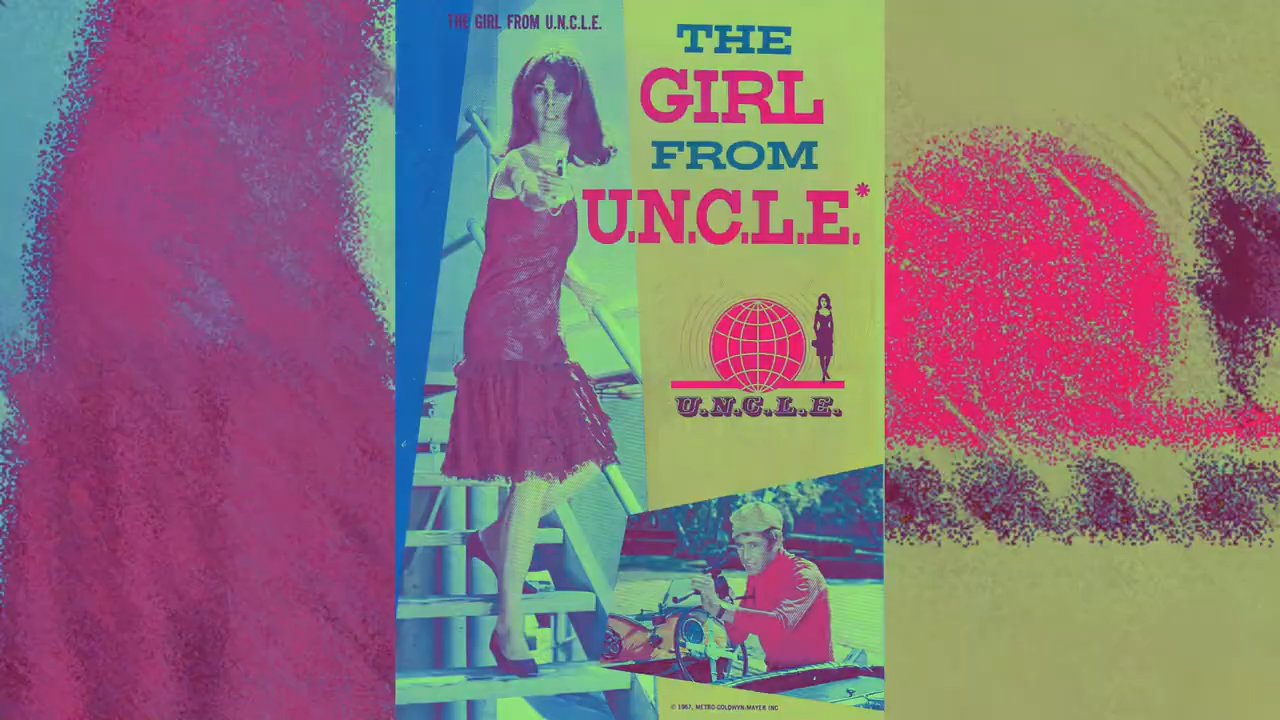 THE GIRL FROM U.N.C.L.E.
THE
GIRL
FROM
U.N.C.L.E.*
U.N.C.L.E.
© 1967, METRO-GOLDWYN-MAYER INC